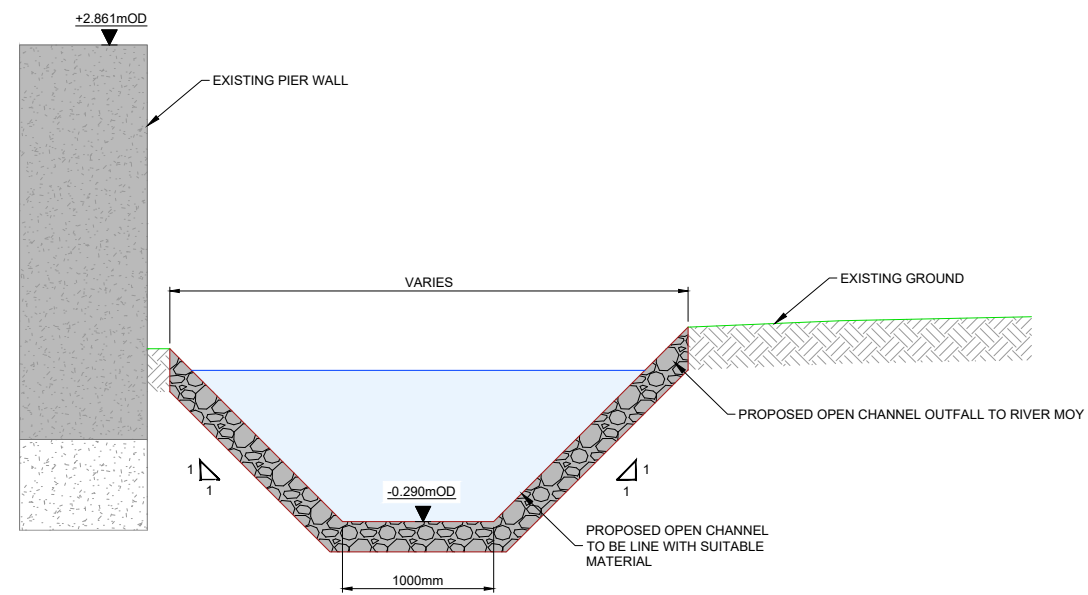 +2.861mOD
EXISTING PIER WALL
VARIES
EXISTING GROUND
PROPOSED OPEN CHANNEL OUTFALL TO RIVER MOY
1
1
-0.290mOD
1
1
PROPOSED OPEN CHANNEL
TO BE LINE WITH SUITABLE
MATERIAL
1000mm